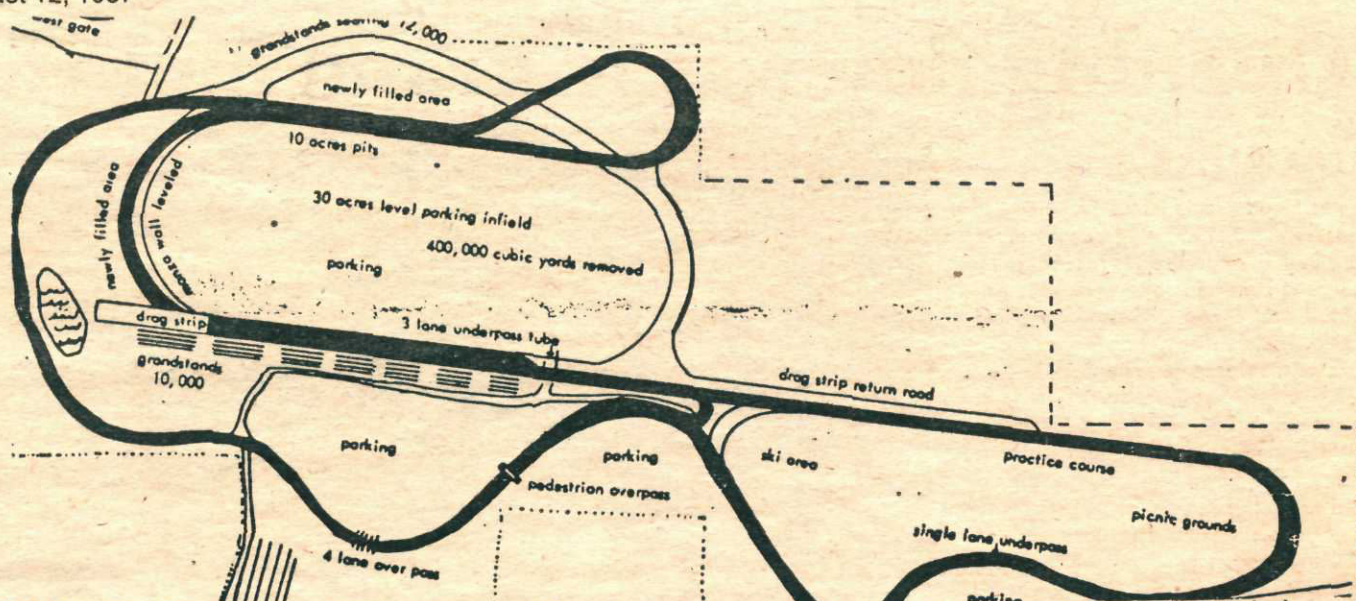 west gate
grandstands seating 12,000
newly filled area
10 acres pits
newly filled area
monza wall leveled
30 acres level parking infield
400,000 cubic yards removed
parking
drag strip
3 lane underpass tube
grandstands
10,000
drag strip return road
parking
parking
ski area
practice course
pedestrian overpass
picnic grounds
single lane underpass
4 lane over pass
parking